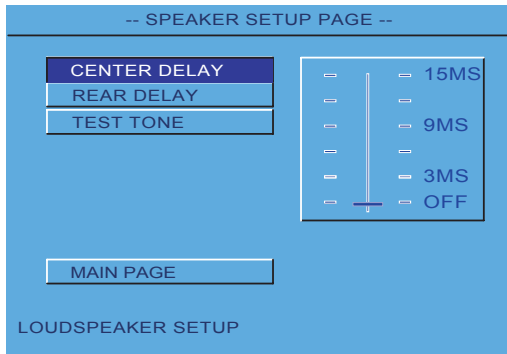 -- SPEAKER SETUP PAGE --
CENTER DELAY
REAR DELAY
TEST TONE
15MS
9MS
3MS
OFF
MAIN PAGE
LOUDSPEAKER SETUP